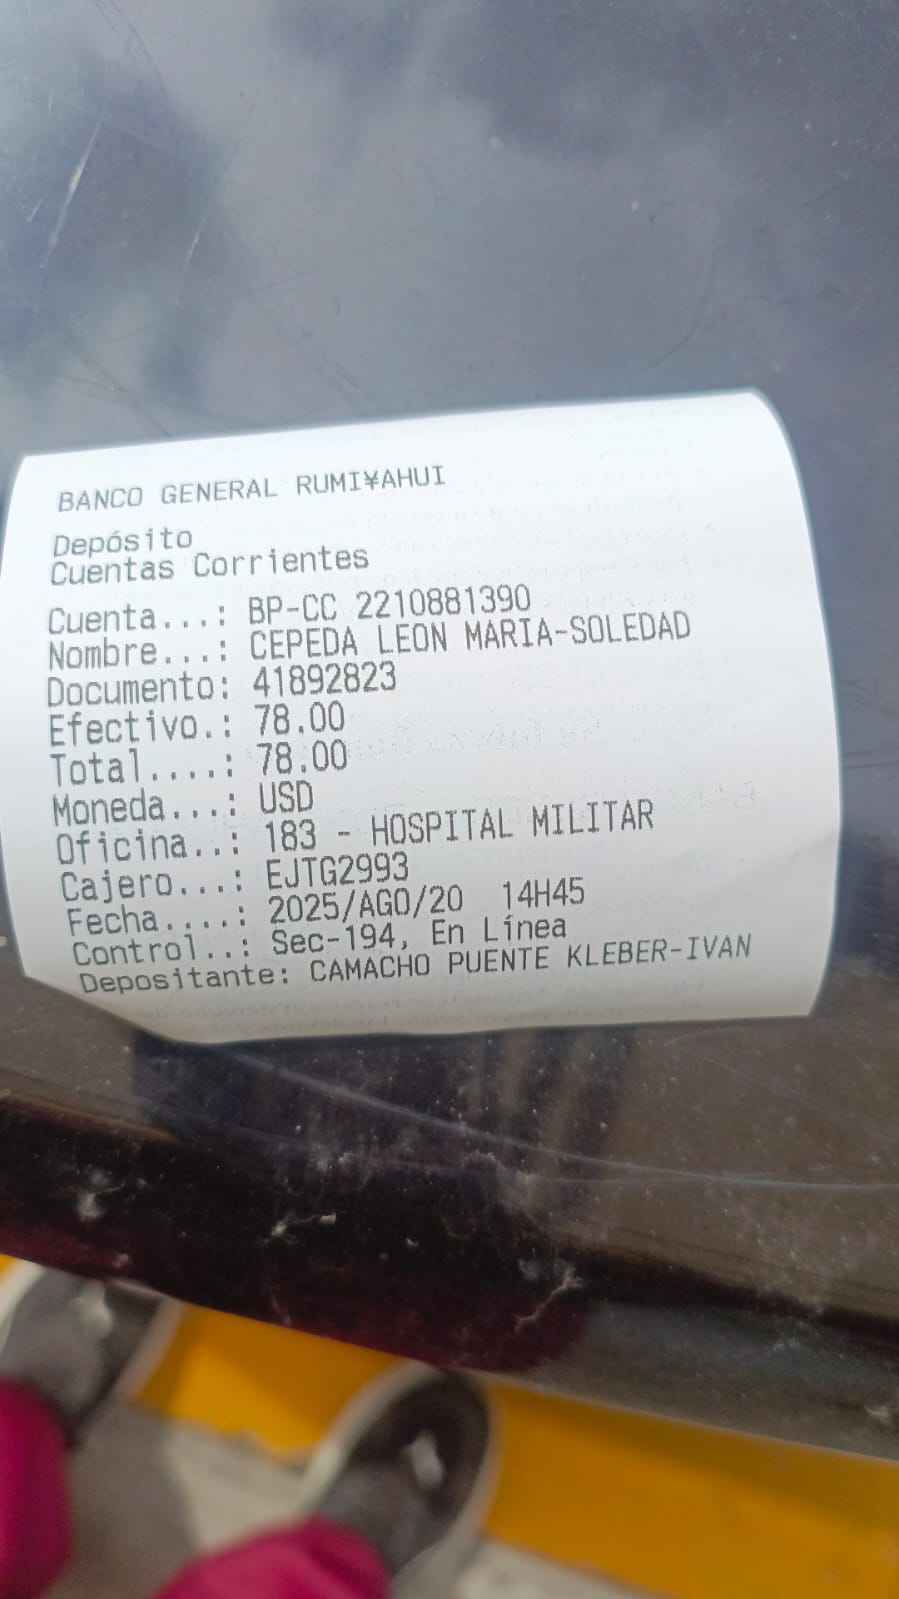 BANCO GENERAL RUMI¥AHUI
Depósito
Cuentas Corrientes
Cuenta...: BP-CC 2210881390
Nombre...: CEPEDA LEON MARIA-SOLEDAD
Documento: 41892823
Efectivo.: 78.00
Total....: 78.00
Moneda...: USD
Oficina..: 183 - HOSPITAL MILITAR
Cajero...: EJTG2993
Fecha....: 2025/AGO/20  14H45
Control..: Sec-194, En Línea
Depositante: CAMACHO PUENTE KLEBER-IVAN